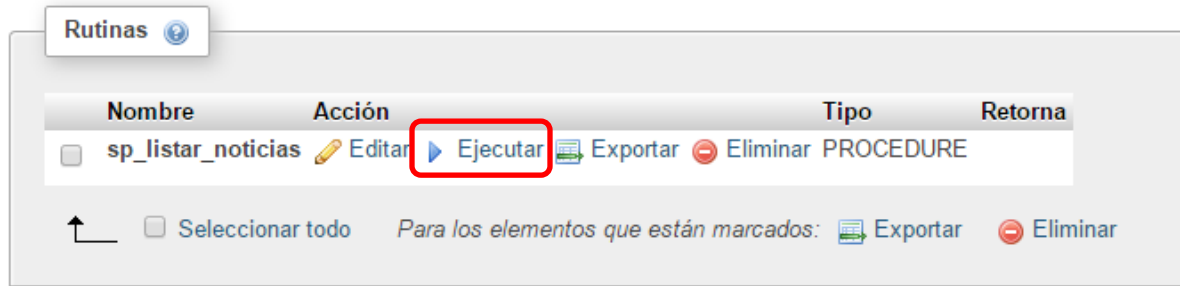 Rutinas
Nombre Acción Tipo Retorna
sp_listar_noticias Editar Ejecutar Exportar Eliminar PROCEDURE
Seleccionar todo Para los elementos que están marcados: Exportar Eliminar